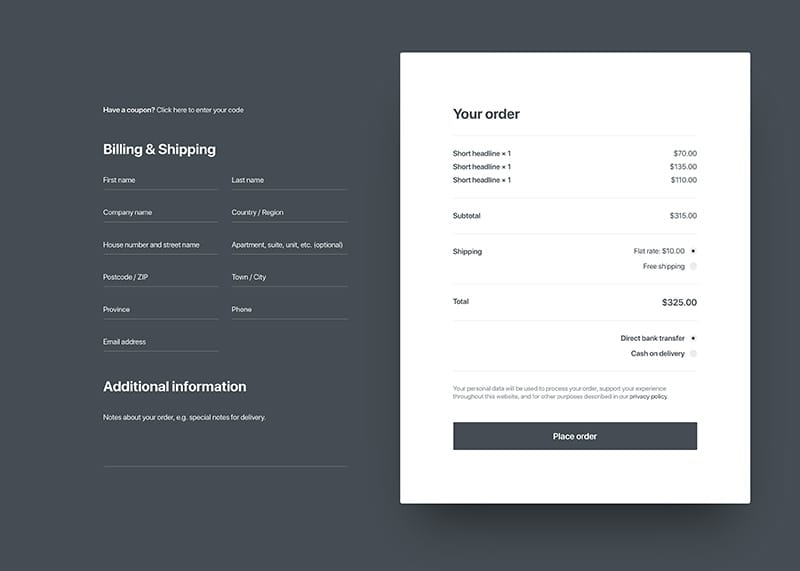 Have a coupon? Click here to enter your code
Billing & Shipping
First name
Last name
Company name
Country / Region
House number and street name
Apartment, suite, unit, etc. (optional)
Postcode / ZIP
Town / City
Province
Phone
Email address
Additional information
Notes about your order, e.g. special notes for delivery.
Your order
Short headline × 1 $70.00
Short headline × 1 $135.00
Short headline × 1 $110.00
Subtotal $315.00
Shipping Flat rate: $10.00
Free shipping
Total $325.00
Direct bank transfer
Cash on delivery
Your personal data will be used to process your order, support your experience
throughout this website, and for other purposes described in our privacy policy.
Place order